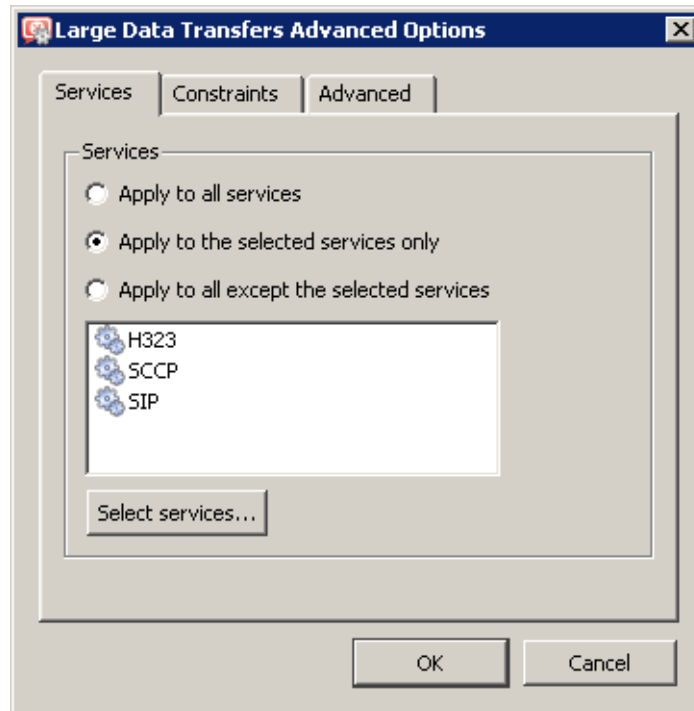 Large Data Transfers Advanced Options
Services Constraints Advanced
Services
Apply to all services
Apply to the selected services only
Apply to all except the selected services
H323
SCCP
SIP
Select services...
OK Cancel